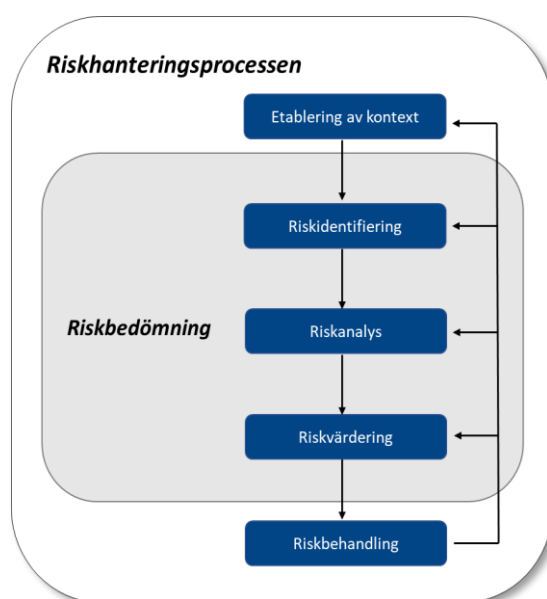 Riskhanteringsprocessen
Etablering av kontext
Riskidentifiering
Riskbedömning
Riskanalys
Riskvärdering
Riskbehandling